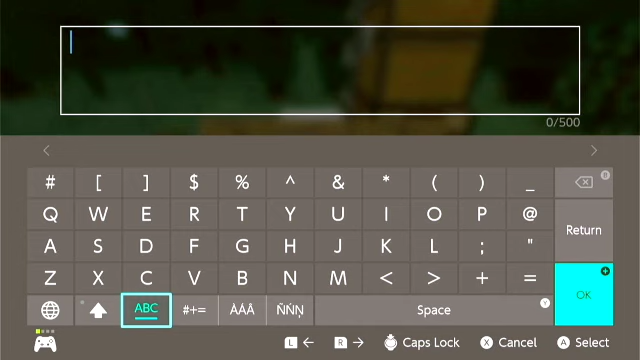 0/500
# [ ] $ % ^ & * ( ) _
Q W E R T Y U I O P @
A S D F G H J K L ; " Return
Z X C V B N M < > + = OK
ABC #+= ÀÁÂ ÑŃŅ Space Y
L ← R → Caps Lock X Cancel A Select